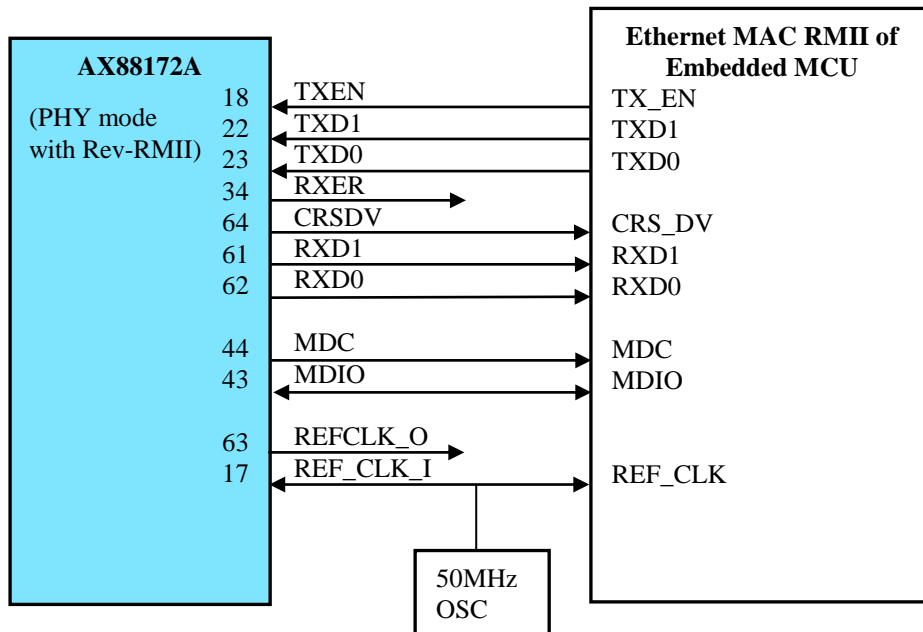 AX88172A
(PHY mode
with Rev-RMII)
Ethernet MAC RMII of
Embedded MCU
18 TXEN TX_EN
22 TXD1 TXD1
23 TXD0 TXD0
34 RXER
64 CRSDV CRS_DV
61 RXD1 RXD1
62 RXD0 RXD0
44 MDC MDC
43 MDIO MDIO
63 REFCLK_O
17 REF_CLK_I REF_CLK
50MHz
OSC